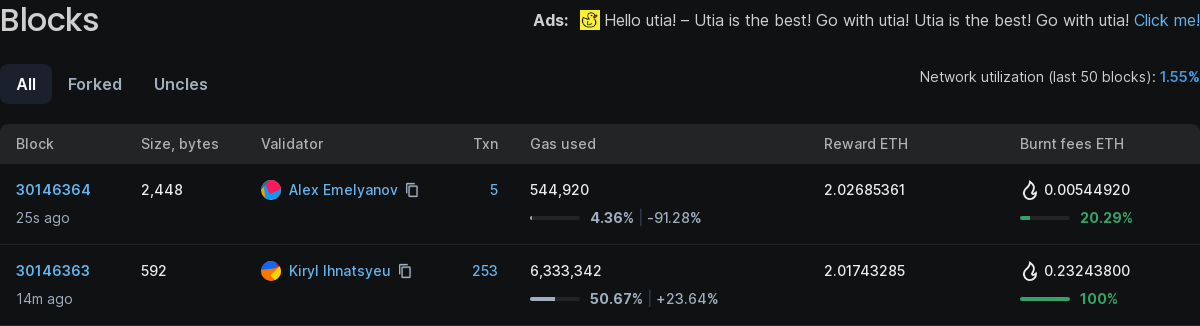 Blocks
Ads: Hello utia! – Utia is the best! Go with utia! Utia is the best! Go with utia! Click me!
All Forked Uncles
Network utilization (last 50 blocks): 1.55%
Block Size, bytes Validator Txn Gas used Reward ETH Burnt fees ETH
30146364 2,448 Alex Emelyanov 5 544,920 2.02685361 0.00544920
25s ago 4.36% -91.28% 20.29%
30146363 592 Kiryl Ihnatsyeu 253 6,333,342 2.01743285 0.23243800
14m ago 50.67% +23.64% 100%